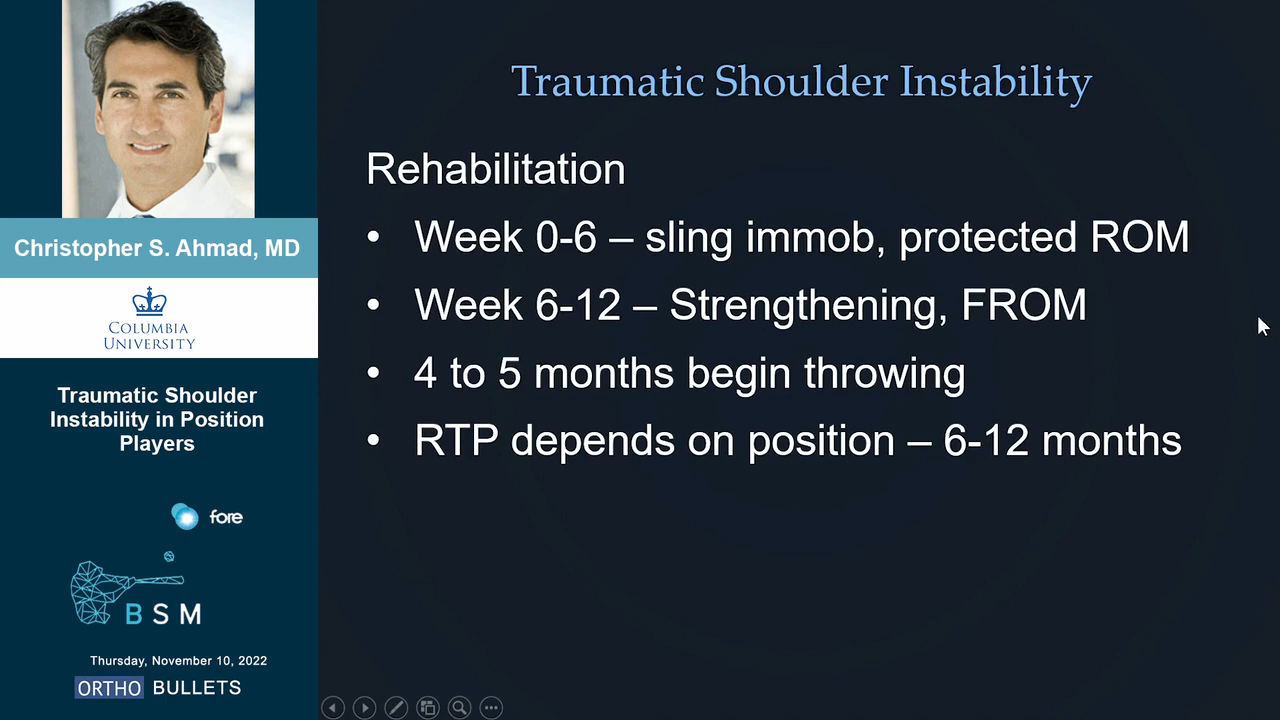 Christopher S. Ahmad, MD
COLUMBIA
UNIVERSITY
Traumatic Shoulder
Instability in Position
Players
fore
BSM
Thursday, November 10, 2022
ORTHO BULLETS
Traumatic Shoulder Instability
Rehabilitation
• Week 0-6 – sling immob, protected ROM
• Week 6-12 – Strengthening, FROM
• 4 to 5 months begin throwing
• RTP depends on position – 6-12 months